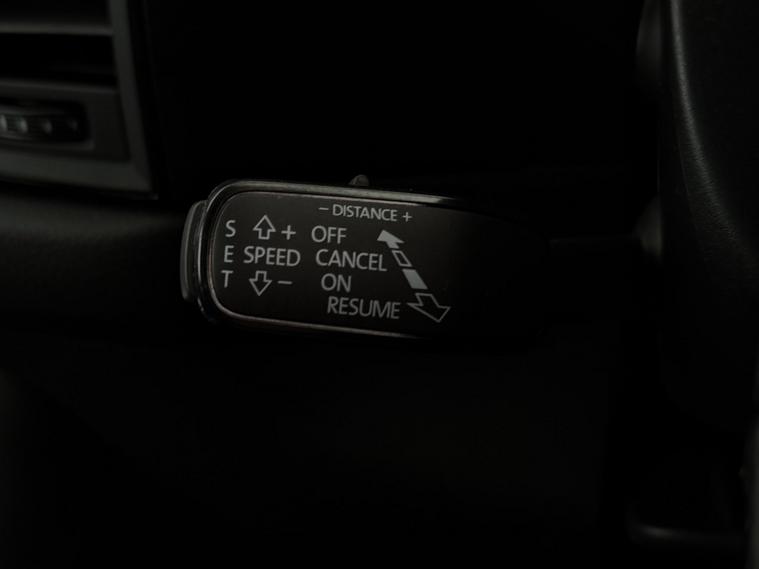 − DISTANCE +
S + OFF
E SPEED CANCEL
T − ON
RESUME